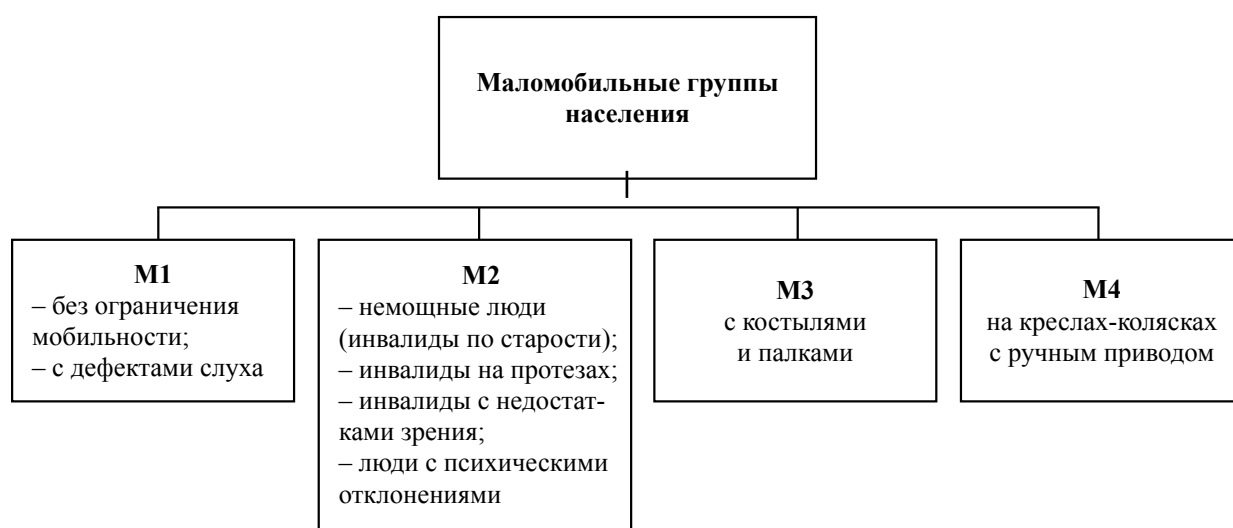 Маломобильные группы
населения
М1
– без ограничения
мобильности;
– с дефектами слуха
М2
– немощные люди
(инвалиды по старости);
– инвалиды на протезах;
– инвалиды с недостат-
ками зрения;
– люди с психическими
отклонениями
М3
с костылями
и палками
М4
на креслах-колясках
с ручным приводом